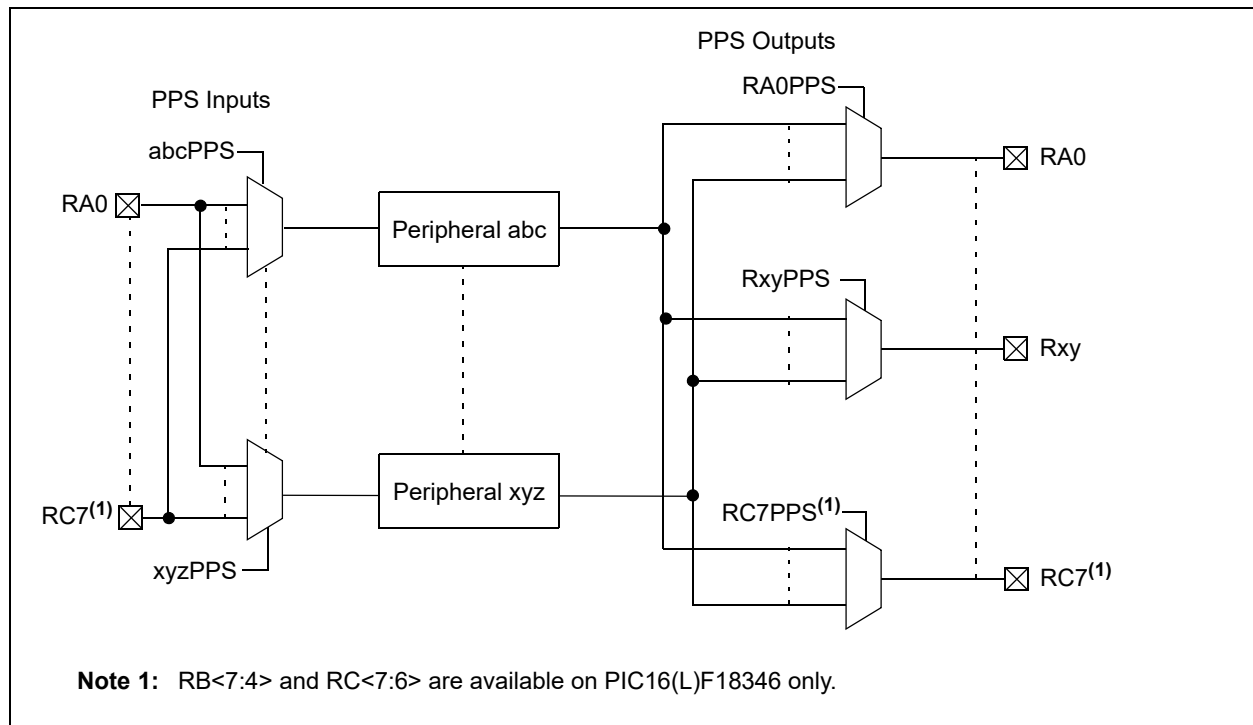 PPS Outputs
RA0PPS
PPS Inputs
abcPPS
RA0
RA0
Peripheral abc
RxyPPS
Rxy
Peripheral xyz
RC7(1)
RC7PPS(1)
xyzPPS
RC7(1)
Note 1: RB<7:4> and RC<7:6> are available on PIC16(L)F18346 only.